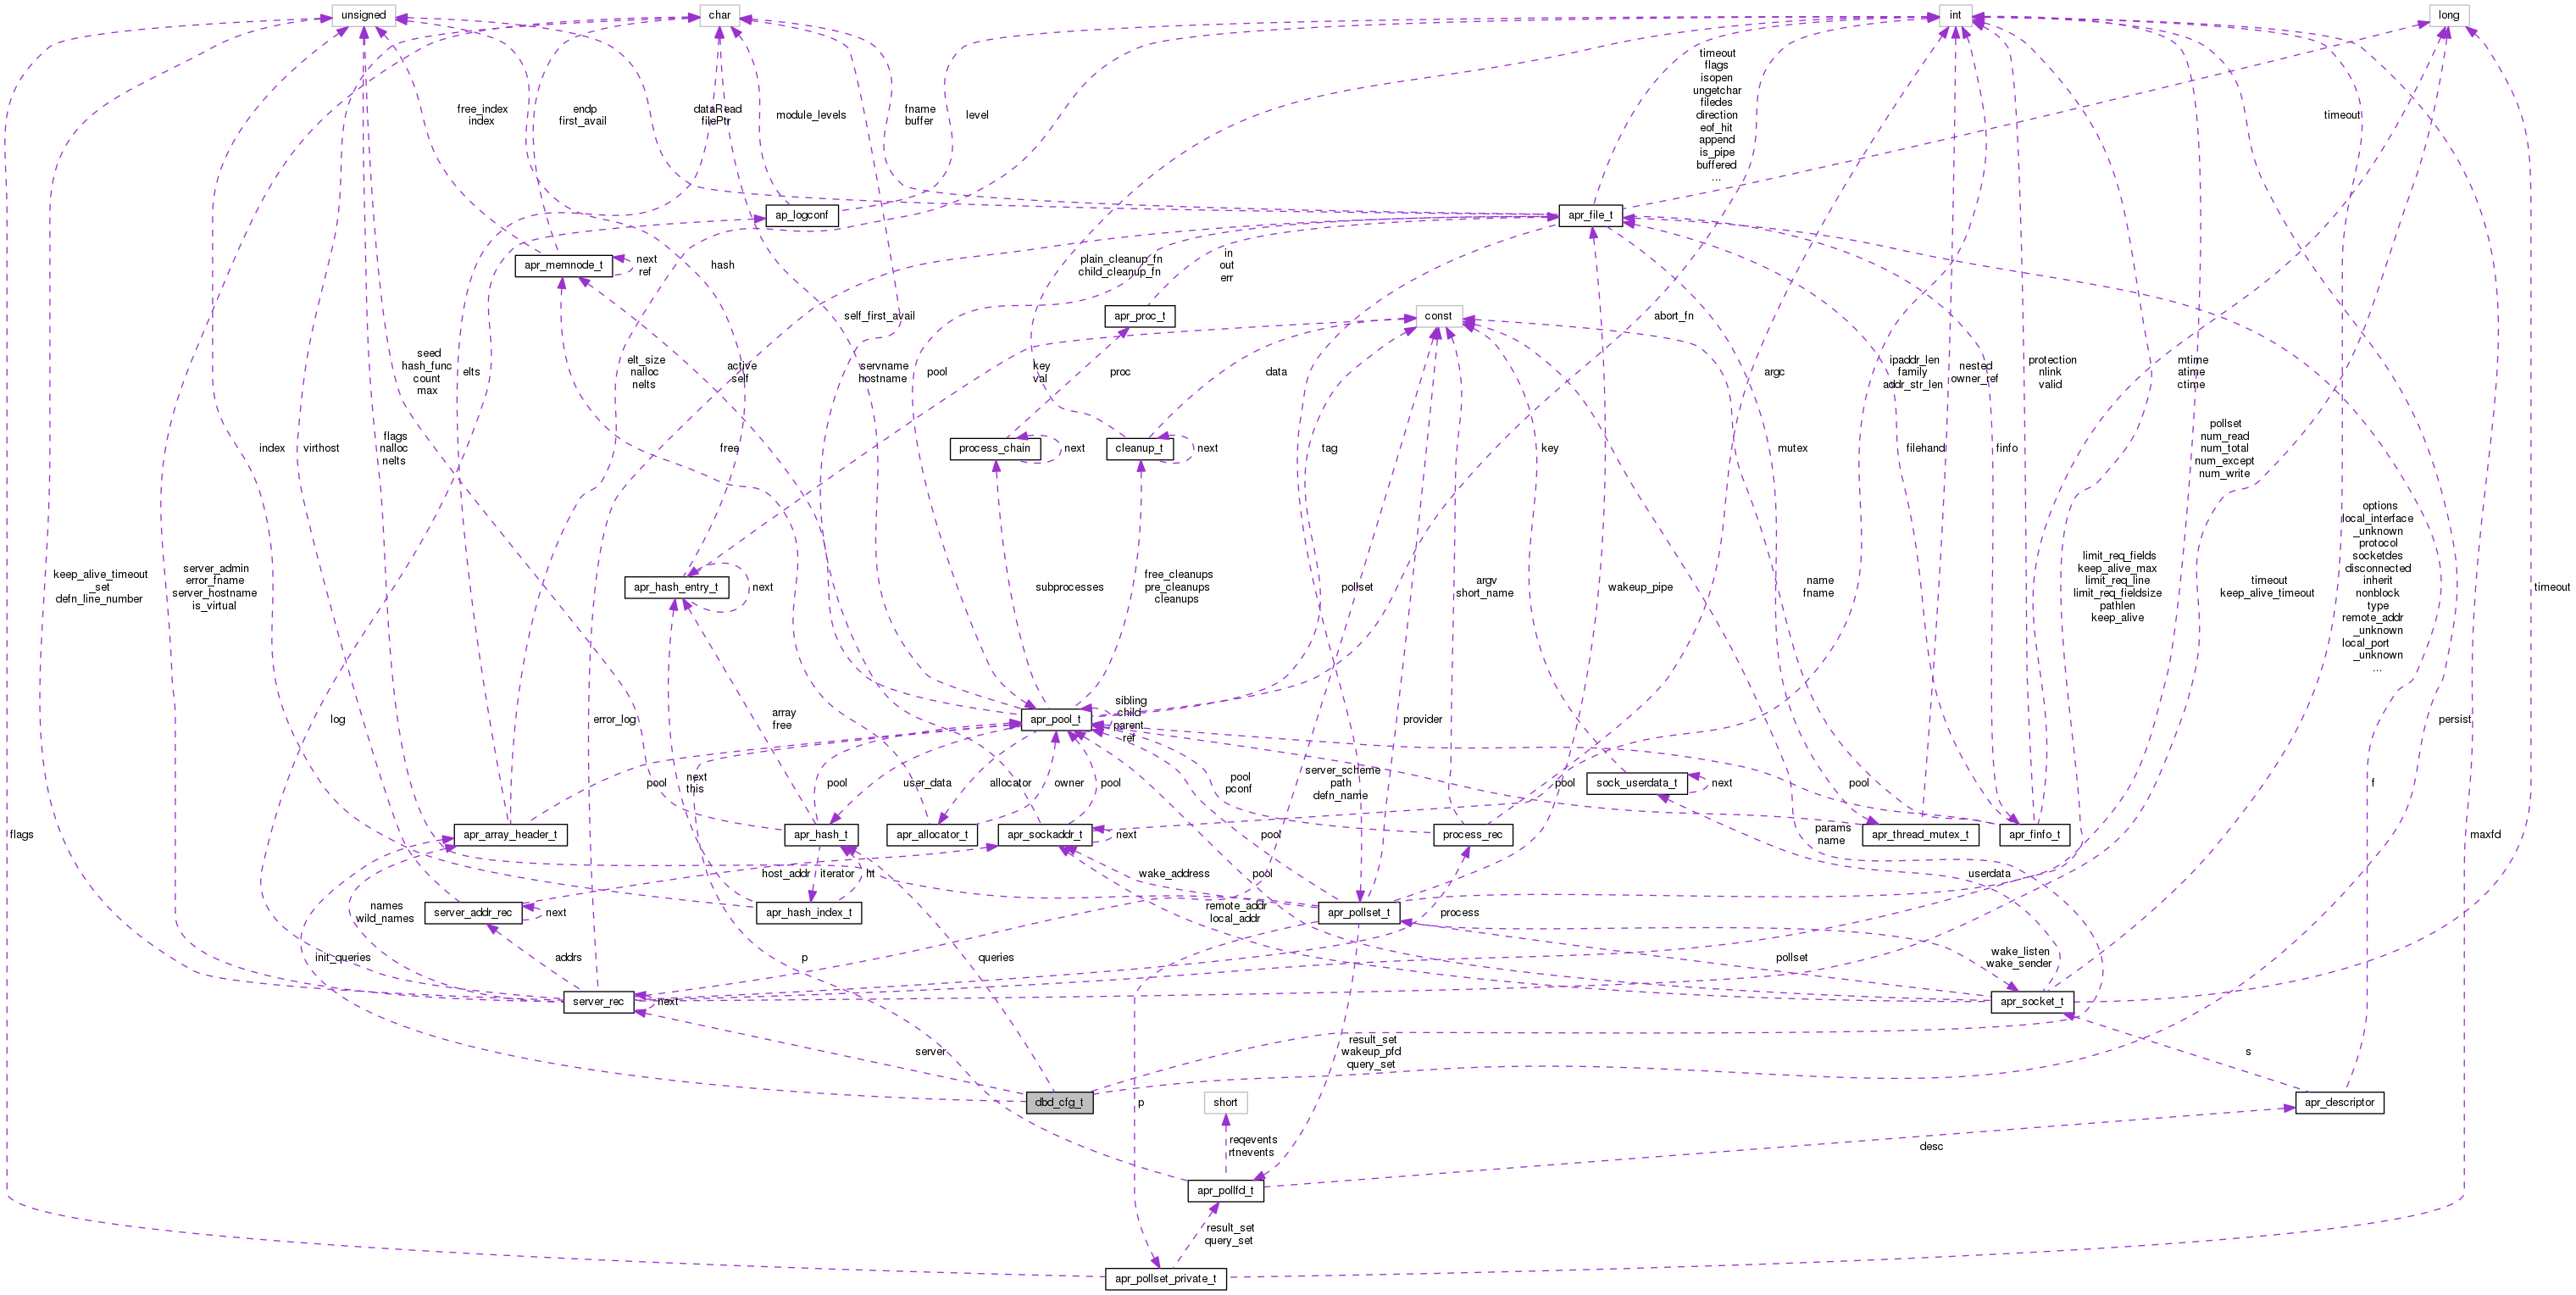 unsigned
char
int
long
timeout
flags
isopen
ungetchar
filedes
direction
eof_hit
append
is_pipe
buffered
...
free_index
index
endp
first_avail
dataRead
filePtr
module_levels
fname
buffer
level
timeout
ap_logconf
apr_file_t
apr_memnode_t
next
ref
hash
plain_cleanup_fn
child_cleanup_fn
in
out
err
self_first_avail
apr_proc_t
const
abort_fn
seed
hash_func
count
max
elts
elt_size
nalloc
nelts
active
self
servname
hostname
pool
key
val
proc
data
argc
ipaddr_len
family
addr_str_len
nested
owner_ref
protection
nlink
valid
mtime
atime
ctime
index
virthost
flags
nalloc
nelts
free
process_chain
next
cleanup_t
next
tag
key
mutex
filehand
finfo
pollset
num_read
num_total
num_except
num_write
options
local_interface
_unknown
protocol
socketdes
disconnected
inherit
nonblock
type
remote_addr
_unknown
local_port
_unknown
...
keep_alive_timeout
_set
defn_line_number
server_admin
error_fname
server_hostname
is_virtual
apr_hash_entry_t
next
subprocesses
free_cleanups
pre_cleanups
cleanups
pollset
argv
short_name
wakeup_pipe
name
fname
limit_req_fields
keep_alive_max
limit_req_line
limit_req_fieldsize
pathlen
keep_alive
timeout
keep_alive_timeout
timeout
log
error_log
array
free
apr_pool_t
sibling
child
parent
ref
provider
persist
pool
next
this
pool
user_data
allocator
owner
pool
server_scheme
path
defn_name
pool
pconf
pool
sock_userdata_t
next
pool
f
flags
apr_array_header_t
apr_hash_t
apr_allocator_t
apr_sockaddr_t
next
pool
process_rec
params
name
apr_thread_mutex_t
apr_finfo_t
maxfd
host_addr
iterator
ht
wake_address
pool
userdata
names
wild_names
server_addr_rec
next
apr_hash_index_t
remote_addr
local_addr
apr_pollset_t
process
init_queries
addrs
p
queries
pollset
wake_listen
wake_sender
server_rec
next
apr_socket_t
server
result_set
wakeup_pfd
query_set
s
dbd_cfg_t
p
short
apr_descriptor
reqevents
rtnevents
desc
apr_pollfd_t
result_set
query_set
apr_pollset_private_t